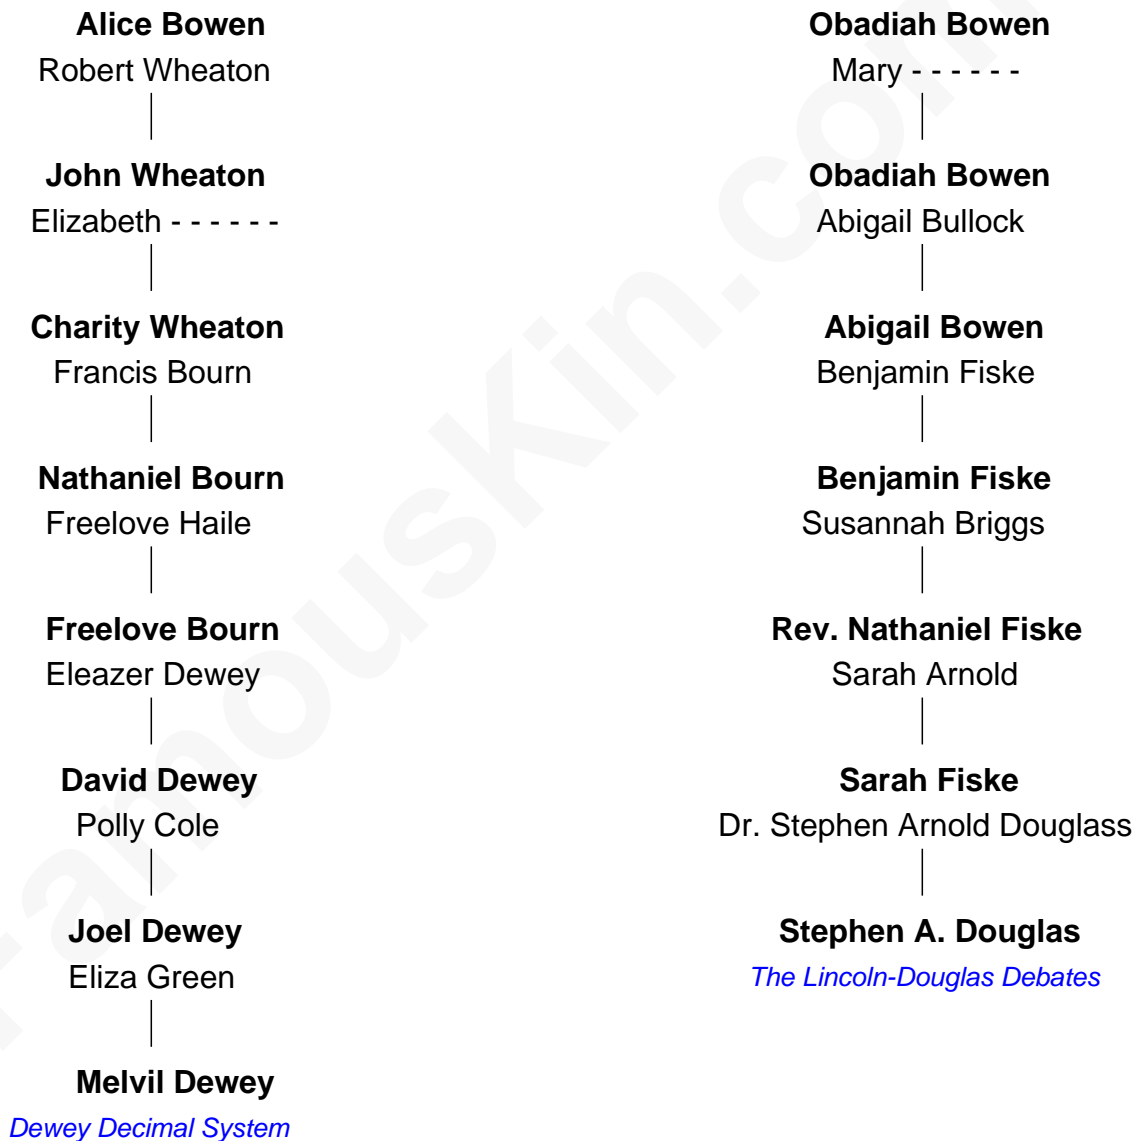 Alice Bowen
Robert Wheaton
John Wheaton
Elizabeth - - - - - -
Charity Wheaton
Francis Bourn
Nathaniel Bourn
Freelove Haile
Freelove Bourn
Eleazer Dewey
David Dewey
Polly Cole
Joel Dewey
Eliza Green
Melvil Dewey
Dewey Decimal System
Obadiah Bowen
Mary - - - - - -
Obadiah Bowen
Abigail Bullock
Abigail Bowen
Benjamin Fiske
Benjamin Fiske
Susannah Briggs
Rev. Nathaniel Fiske
Sarah Arnold
Sarah Fiske
Dr. Stephen Arnold Douglass
Stephen A. Douglas
The Lincoln-Douglas Debates
FamousKin.com